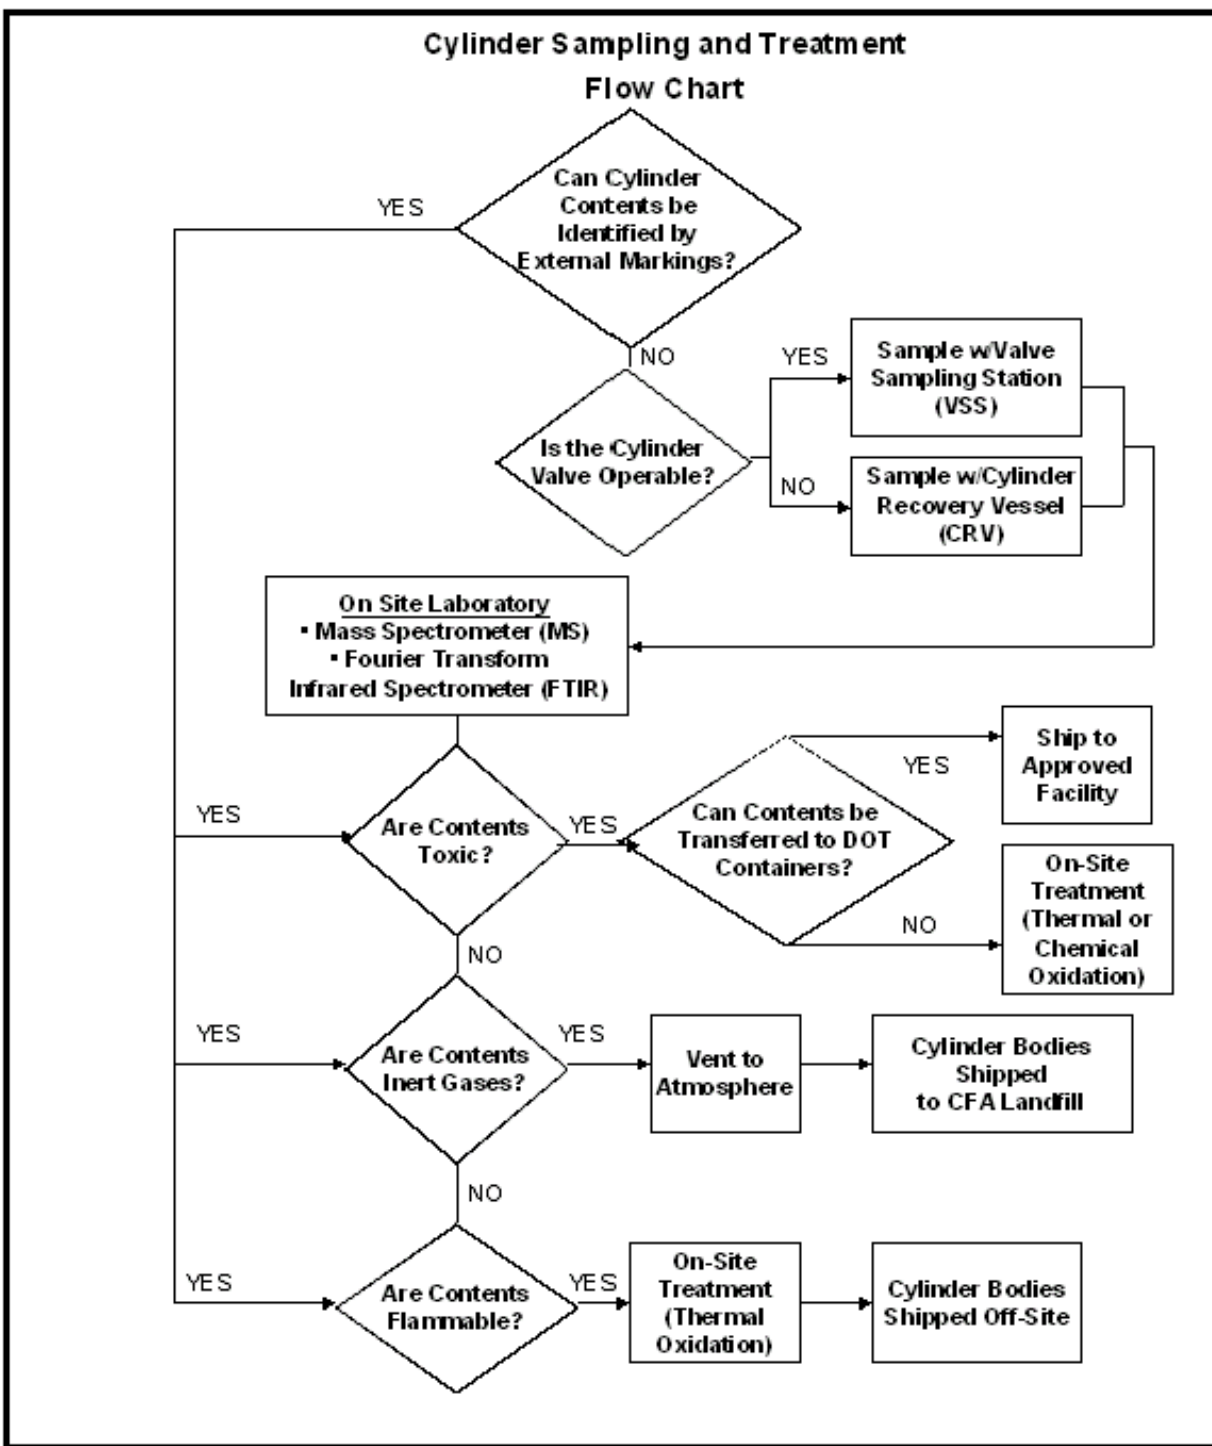 Cylinder Sampling and Treatment
Flow Chart
Can Cylinder
Contents be
Identified by
External Markings?
YES
NO
Is the Cylinder
Valve Operable?
YES
Sample w/Valve
Sampling Station
(VSS)
NO
Sample w/Cylinder
Recovery Vessel
(CRV)
On Site Laboratory
▪ Mass Spectrometer (MS)
▪ Fourier Transform
Infrared Spectrometer (FTIR)
YES
Are Contents
Toxic?
YES
Can Contents be
Transferred to DOT
Containers?
YES
Ship to
Approved
Facility
NO
On-Site
Treatment
(Thermal or
Chemical
Oxidation)
NO
YES
Are Contents
Inert Gases?
YES
Vent to
Atmosphere
Cylinder Bodies
Shipped
to CFA Landfill
NO
YES
Are Contents
Flammable?
YES
On-Site
Treatment
(Thermal
Oxidation)
Cylinder Bodies
Shipped Off-Site